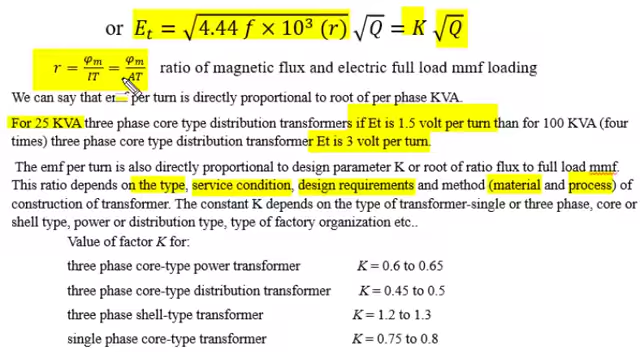 or E_t = √(4.44 f × 10³ (r)) √Q = K √Q
r = φ_m / IT = φ_m / AT ratio of magnetic flux and electric full load mmf loading
We can say that e per turn is directly proportional to root of per phase KVA.
For 25 KVA three phase core type distribution transformers if Et is 1.5 volt per turn than for 100 KVA (four
times) three phase core type distribution transformer Et is 3 volt per turn.
The emf per turn is also directly proportional to design parameter K or root of ratio flux to full load mmf.
This ratio depends on the type, service condition, design requirements and method (material and process) of
construction of transformer. The constant K depends on the type of transformer-single or three phase, core or
shell type, power or distribution type, type of factory organization etc..
Value of factor K for:
three phase core-type power transformer K = 0.6 to 0.65
three phase core-type distribution transformer K = 0.45 to 0.5
three phase shell-type transformer K = 1.2 to 1.3
single phase core-type transformer K = 0.75 to 0.8